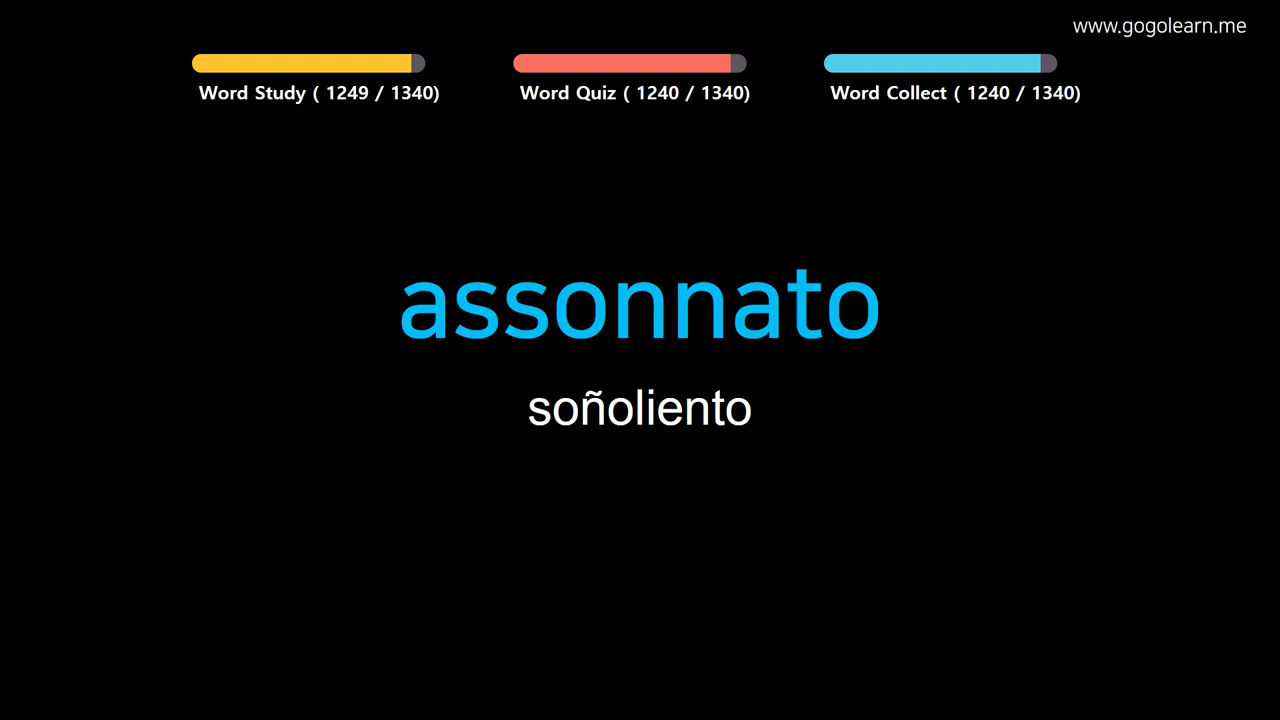 www.gogolearn.me
Word Study ( 1249 / 1340)
Word Quiz ( 1240 / 1340)
Word Collect ( 1240 / 1340)
assonnato
soñoliento